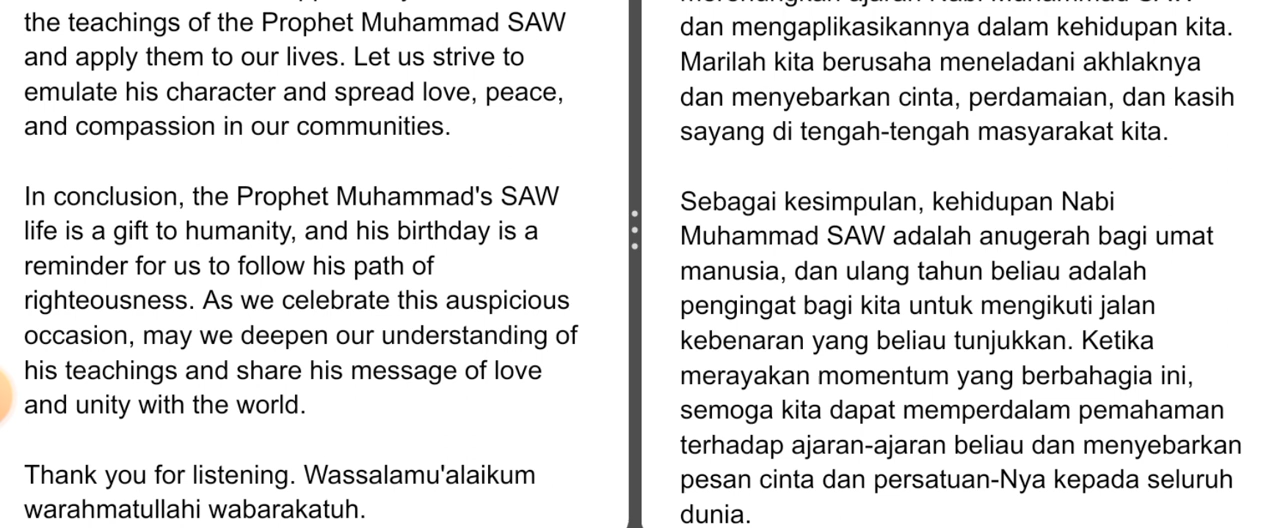 the teachings of the Prophet Muhammad SAW
and apply them to our lives. Let us strive to
emulate his character and spread love, peace,
and compassion in our communities.
In conclusion, the Prophet Muhammad's SAW
life is a gift to humanity, and his birthday is a
reminder for us to follow his path of
righteousness. As we celebrate this auspicious
occasion, may we deepen our understanding of
his teachings and share his message of love
and unity with the world.
Thank you for listening. Wassalamu'alaikum
warahmatullahi wabarakatuh.
dan mengaplikasikannya dalam kehidupan kita.
Marilah kita berusaha meneladani akhlaknya
dan menyebarkan cinta, perdamaian, dan kasih
sayang di tengah-tengah masyarakat kita.
Sebagai kesimpulan, kehidupan Nabi
Muhammad SAW adalah anugerah bagi umat
manusia, dan ulang tahun beliau adalah
pengingat bagi kita untuk mengikuti jalan
kebenaran yang beliau tunjukkan. Ketika
merayakan momentum yang berbahagia ini,
semoga kita dapat memperdalam pemahaman
terhadap ajaran-ajaran beliau dan menyebarkan
pesan cinta dan persatuan-Nya kepada seluruh
dunia.